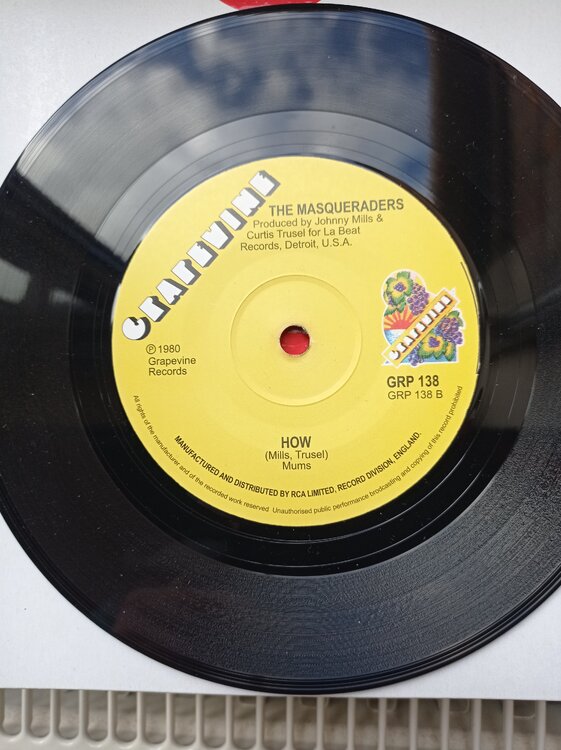 GRAPEVINE
THE MASQUERADERS
Produced by Johnny Mills &
Curtis Trusel for La Beat
Records, Detroit, U.S.A.
GRAPEVINE
℗ 1980
Grapevine
Records
GRP 138
GRP 138 B
HOW
(Mills, Trusel)
Mums
MANUFACTURED AND DISTRIBUTED BY RCA LIMITED, RECORD DIVISION, ENGLAND.
All rights of the manufacturer and of the recorded work reserved Unauthorised public performance brodcasting and copying of this record prohibited